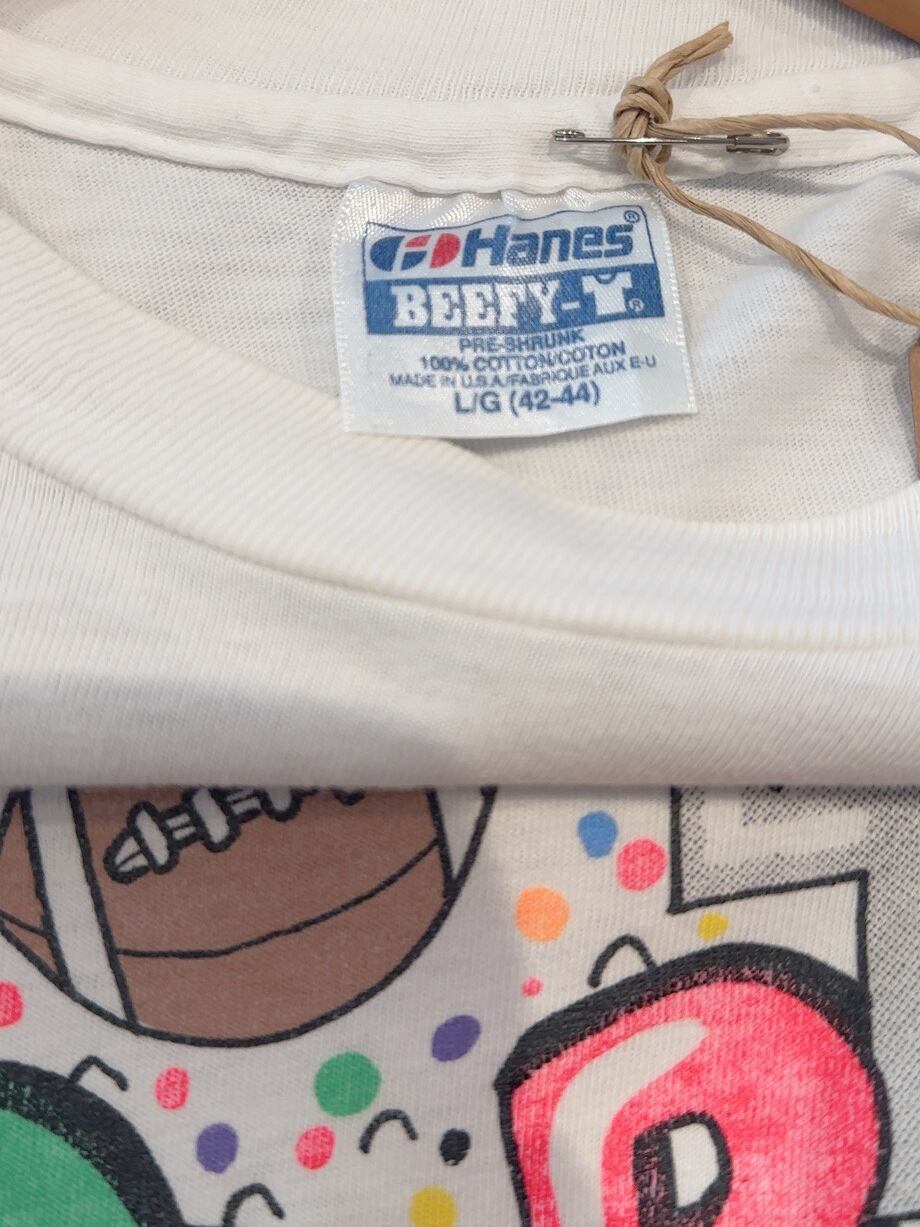 Hanes®
BEEFY-T®
PRE-SHRUNK
100% COTTON/COTON
MADE IN U.S.A./FABRIQUE AUX E-U
L/G (42-44)